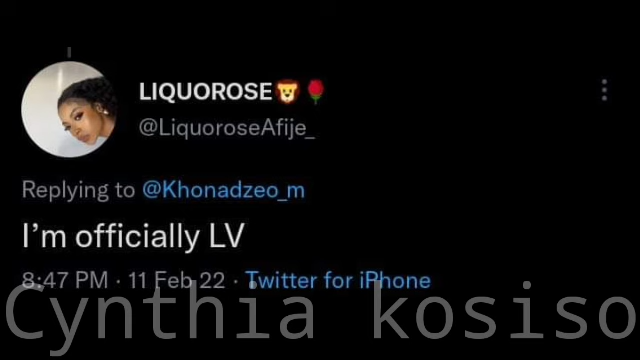 LIQUOROSE🦁🌹
@LiquoroseAfije_
Replying to @Khonadzeo_m
I’m officially LV
8:47 PM · 11 Feb 22 · Twitter for iPhone
Cynthia kosiso